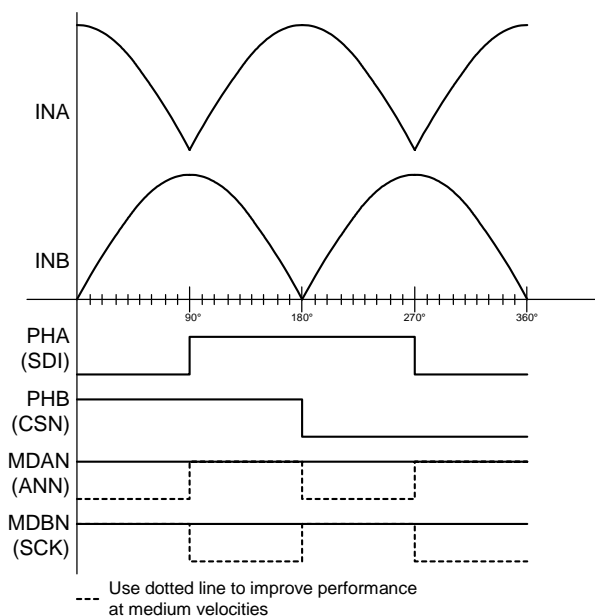 INA
INB
90°
180°
270°
360°
PHA
(SDI)
PHB
(CSN)
MDAN
(ANN)
MDBN
(SCK)
Use dotted line to improve performance
at medium velocities